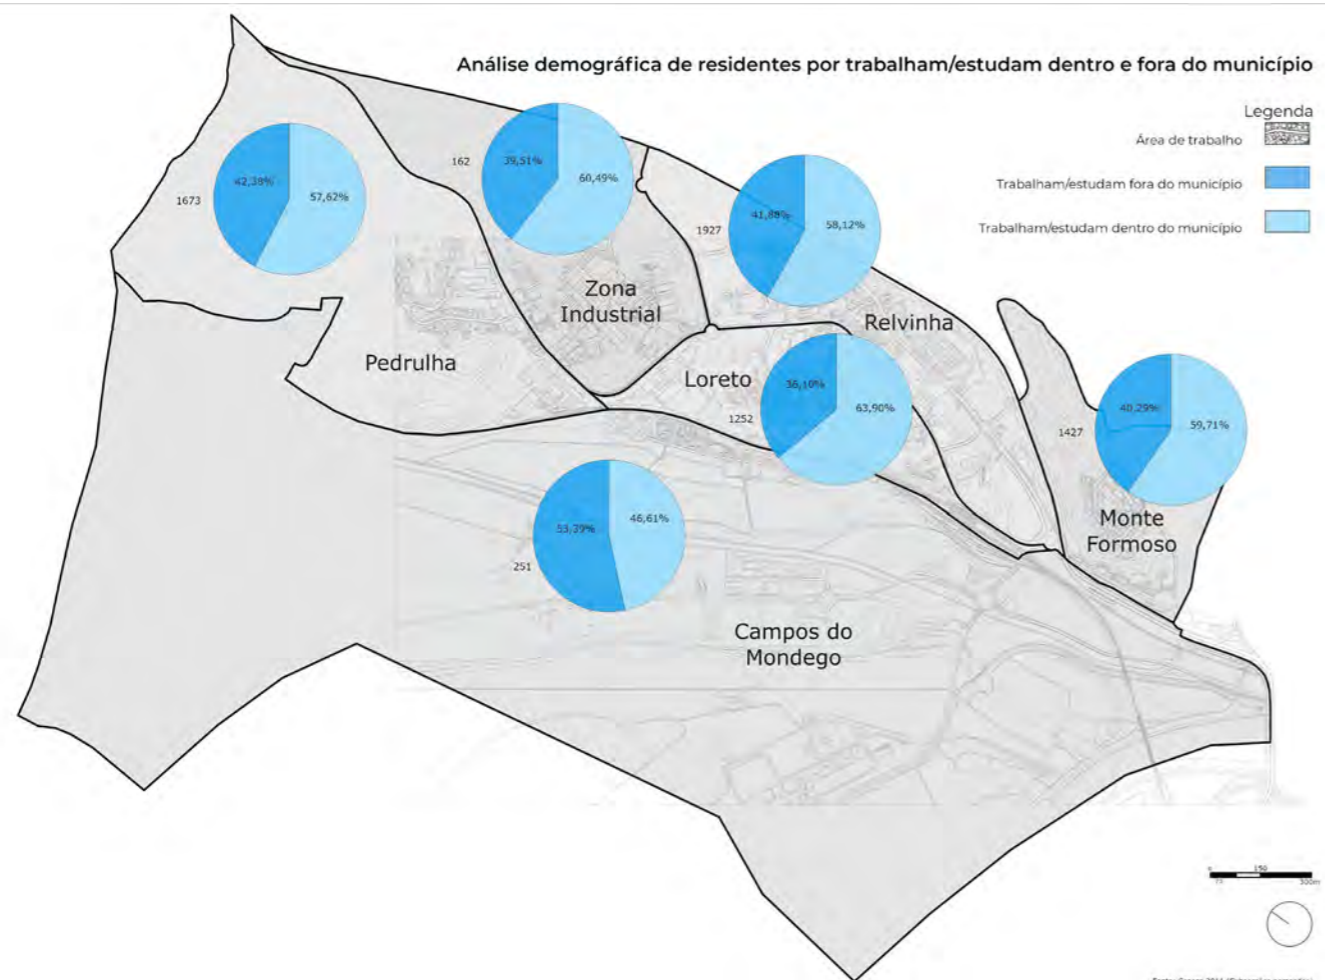 Análise demográfica de residentes por trabalham/estudam dentro e fora do município
Legenda
Área de trabalho
Trabalham/estudam fora do município
Trabalham/estudam dentro do município
1673
42,38%
57,62%
162
39,51%
60,49%
1927
41,88%
58,12%
Zona
Industrial
Relvinha
Pedrulha
Loreto
1252
36,10%
63,90%
1427
40,29%
59,71%
251
53,39%
46,61%
Monte
Formoso
Campos do
Mondego
150
300m